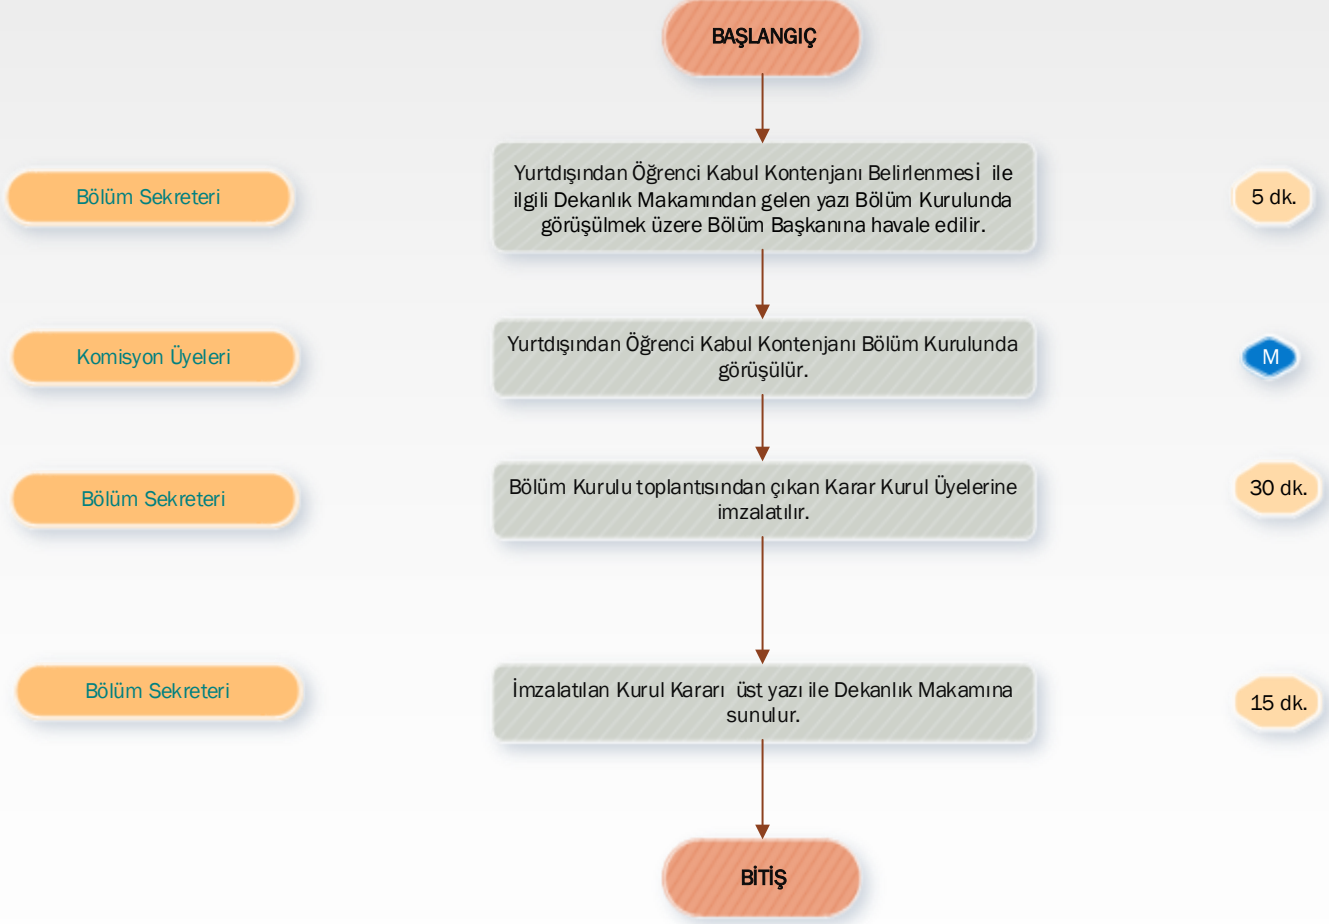 BAŞLANGIÇ
Bölüm Sekreteri
Yurtdışından Öğrenci Kabul Kontenjanı Belirlenmesİ ile
ilgili Dekanlık Makamından gelen yazı Bölüm Kurulunda
görüşülmek üzere Bölüm Başkanına havale edilir.
5 dk.
Komisyon Üyeleri
Yurtdışından Öğrenci Kabul Kontenjanı Bölüm Kurulunda
görüşülür.
M
Bölüm Sekreteri
Bölüm Kurulu toplantısından çıkan Karar Kurul Üyelerine
imzalatılır.
30 dk.
Bölüm Sekreteri
İmzalatılan Kurul Kararı üst yazı ile Dekanlık Makamına
sunulur.
15 dk.
BİTİŞ